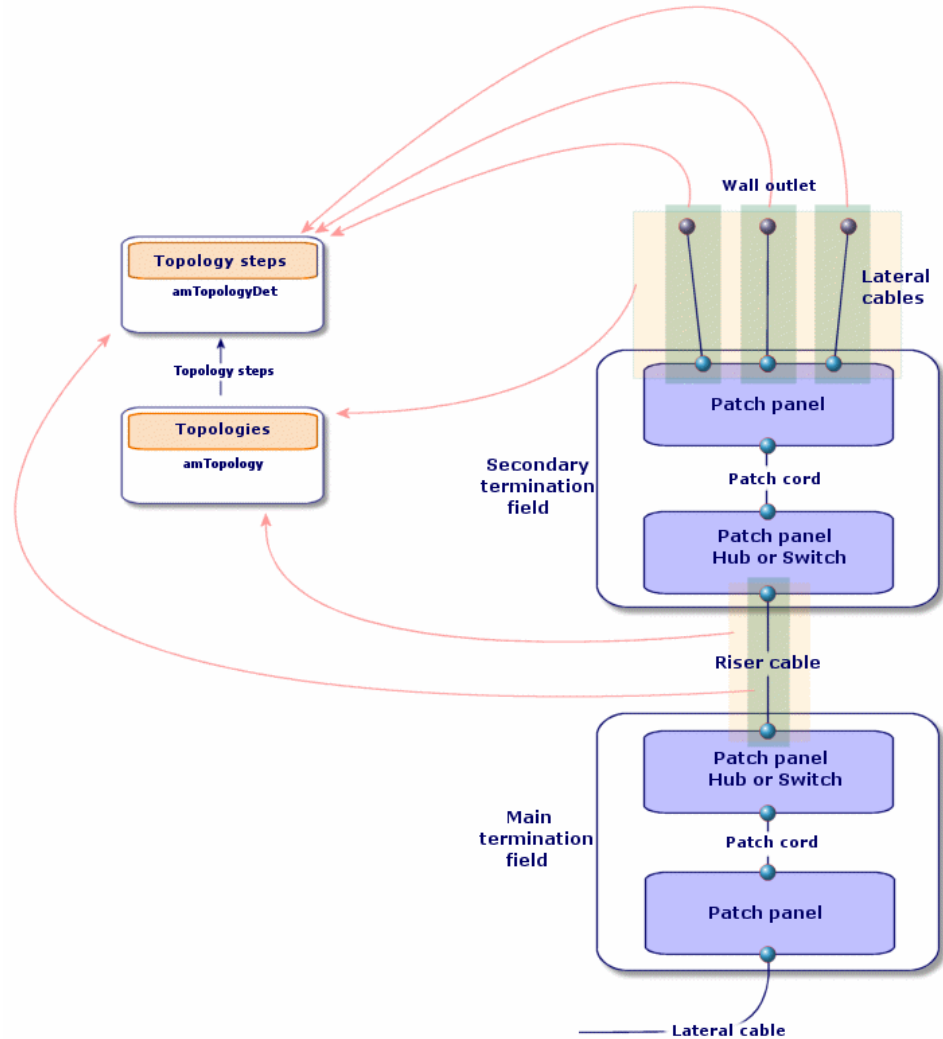 Wall outlet
Topology steps
amTopologyDet
Lateral
cables
Topology steps
Topologies
amTopology
Patch panel
Secondary
termination
field
Patch cord
Patch panel
Hub or Switch
Riser cable
Patch panel
Hub or Switch
Main
termination
field
Patch cord
Patch panel
Lateral cable